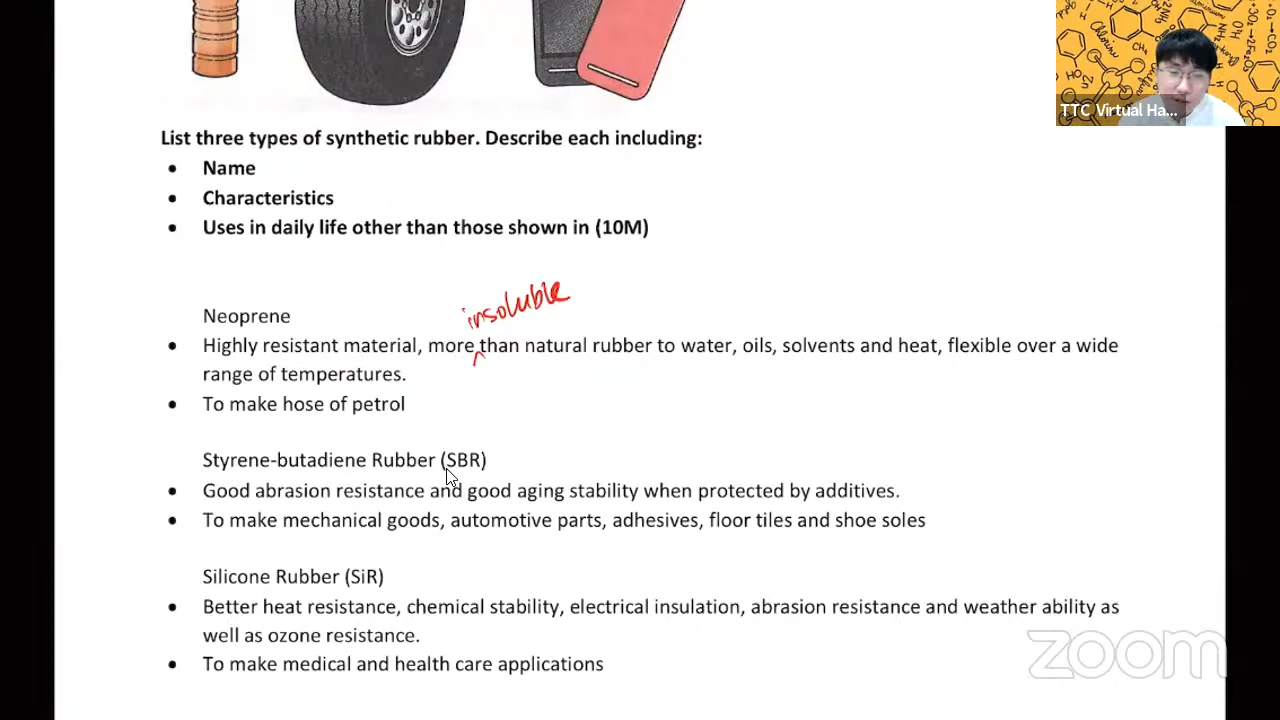 TTC Virtual Ha...
List three types of synthetic rubber. Describe each including:
• Name
• Characteristics
• Uses in daily life other than those shown in (10M)
insoluble
Neoprene
• Highly resistant material, more than natural rubber to water, oils, solvents and heat, flexible over a wide
range of temperatures.
• To make hose of petrol
Styrene-butadiene Rubber (SBR)
• Good abrasion resistance and good aging stability when protected by additives.
• To make mechanical goods, automotive parts, adhesives, floor tiles and shoe soles
Silicone Rubber (SiR)
• Better heat resistance, chemical stability, electrical insulation, abrasion resistance and weather ability as
well as ozone resistance.
• To make medical and health care applications
zoom